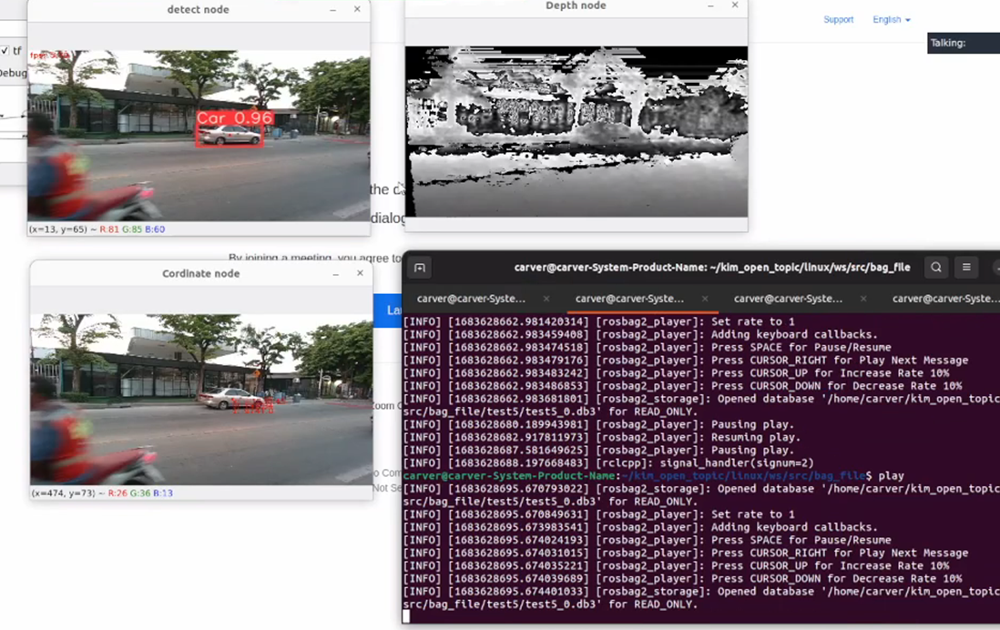 detect node
Depth node
Support
English
Talking:
tf
Debug
Car 0.96
(x=13, y=65) ~ R:81 G:85 B:60
the
dialog
By joining a meeting, you agree to
Cordinate node
(x=474, y=73) ~ R:26 G:36 B:13
carver@carver-System-Product-Name: ~/kim_open_topic/linux/ws/src/bag_file
carver@carver-Syste...
carver@carver-Syste...
carver@carver-Syste...
carver@carver-Syste...
[INFO] [1683628662.981420314] [rosbag2_player]: Set rate to 1
[INFO] [1683628662.983459408] [rosbag2_player]: Adding keyboard callbacks.
[INFO] [1683628662.983474518] [rosbag2_player]: Press SPACE for Pause/Resume
[INFO] [1683628662.983479176] [rosbag2_player]: Press CURSOR_RIGHT for Play Next Message
[INFO] [1683628662.983483242] [rosbag2_player]: Press CURSOR_UP for Increase Rate 10%
[INFO] [1683628662.983486853] [rosbag2_player]: Press CURSOR_DOWN for Decrease Rate 10%
[INFO] [1683628662.983681801] [rosbag2_storage]: Opened database '/home/carver/kim_open_topic
src/bag_file/test5/test5_0.db3' for READ_ONLY.
[INFO] [1683628680.189943981] [rosbag2_player]: Pausing play.
[INFO] [1683628682.917811973] [rosbag2_player]: Resuming play.
[INFO] [1683628687.581649625] [rosbag2_player]: Pausing play.
[INFO] [1683628688.197668483] [rclcpp]: signal_handler(signum=2)
carver@carver-System-Product-Name:~/kim_open_topic/linux/ws/src/bag_file$ play
[INFO] [1683628695.670793022] [rosbag2_storage]: Opened database '/home/carver/kim_open_topic
src/bag_file/test5/test5_0.db3' for READ_ONLY.
[INFO] [1683628695.670849631] [rosbag2_player]: Set rate to 1
[INFO] [1683628695.673983541] [rosbag2_player]: Adding keyboard callbacks.
[INFO] [1683628695.674024193] [rosbag2_player]: Press SPACE for Pause/Resume
[INFO] [1683628695.674031015] [rosbag2_player]: Press CURSOR_RIGHT for Play Next Message
[INFO] [1683628695.674035221] [rosbag2_player]: Press CURSOR_UP for Increase Rate 10%
[INFO] [1683628695.674039689] [rosbag2_player]: Press CURSOR_DOWN for Decrease Rate 10%
[INFO] [1683628695.674401033] [rosbag2_storage]: Opened database '/home/carver/kim_open_topic
src/bag_file/test5/test5_0.db3' for READ_ONLY.